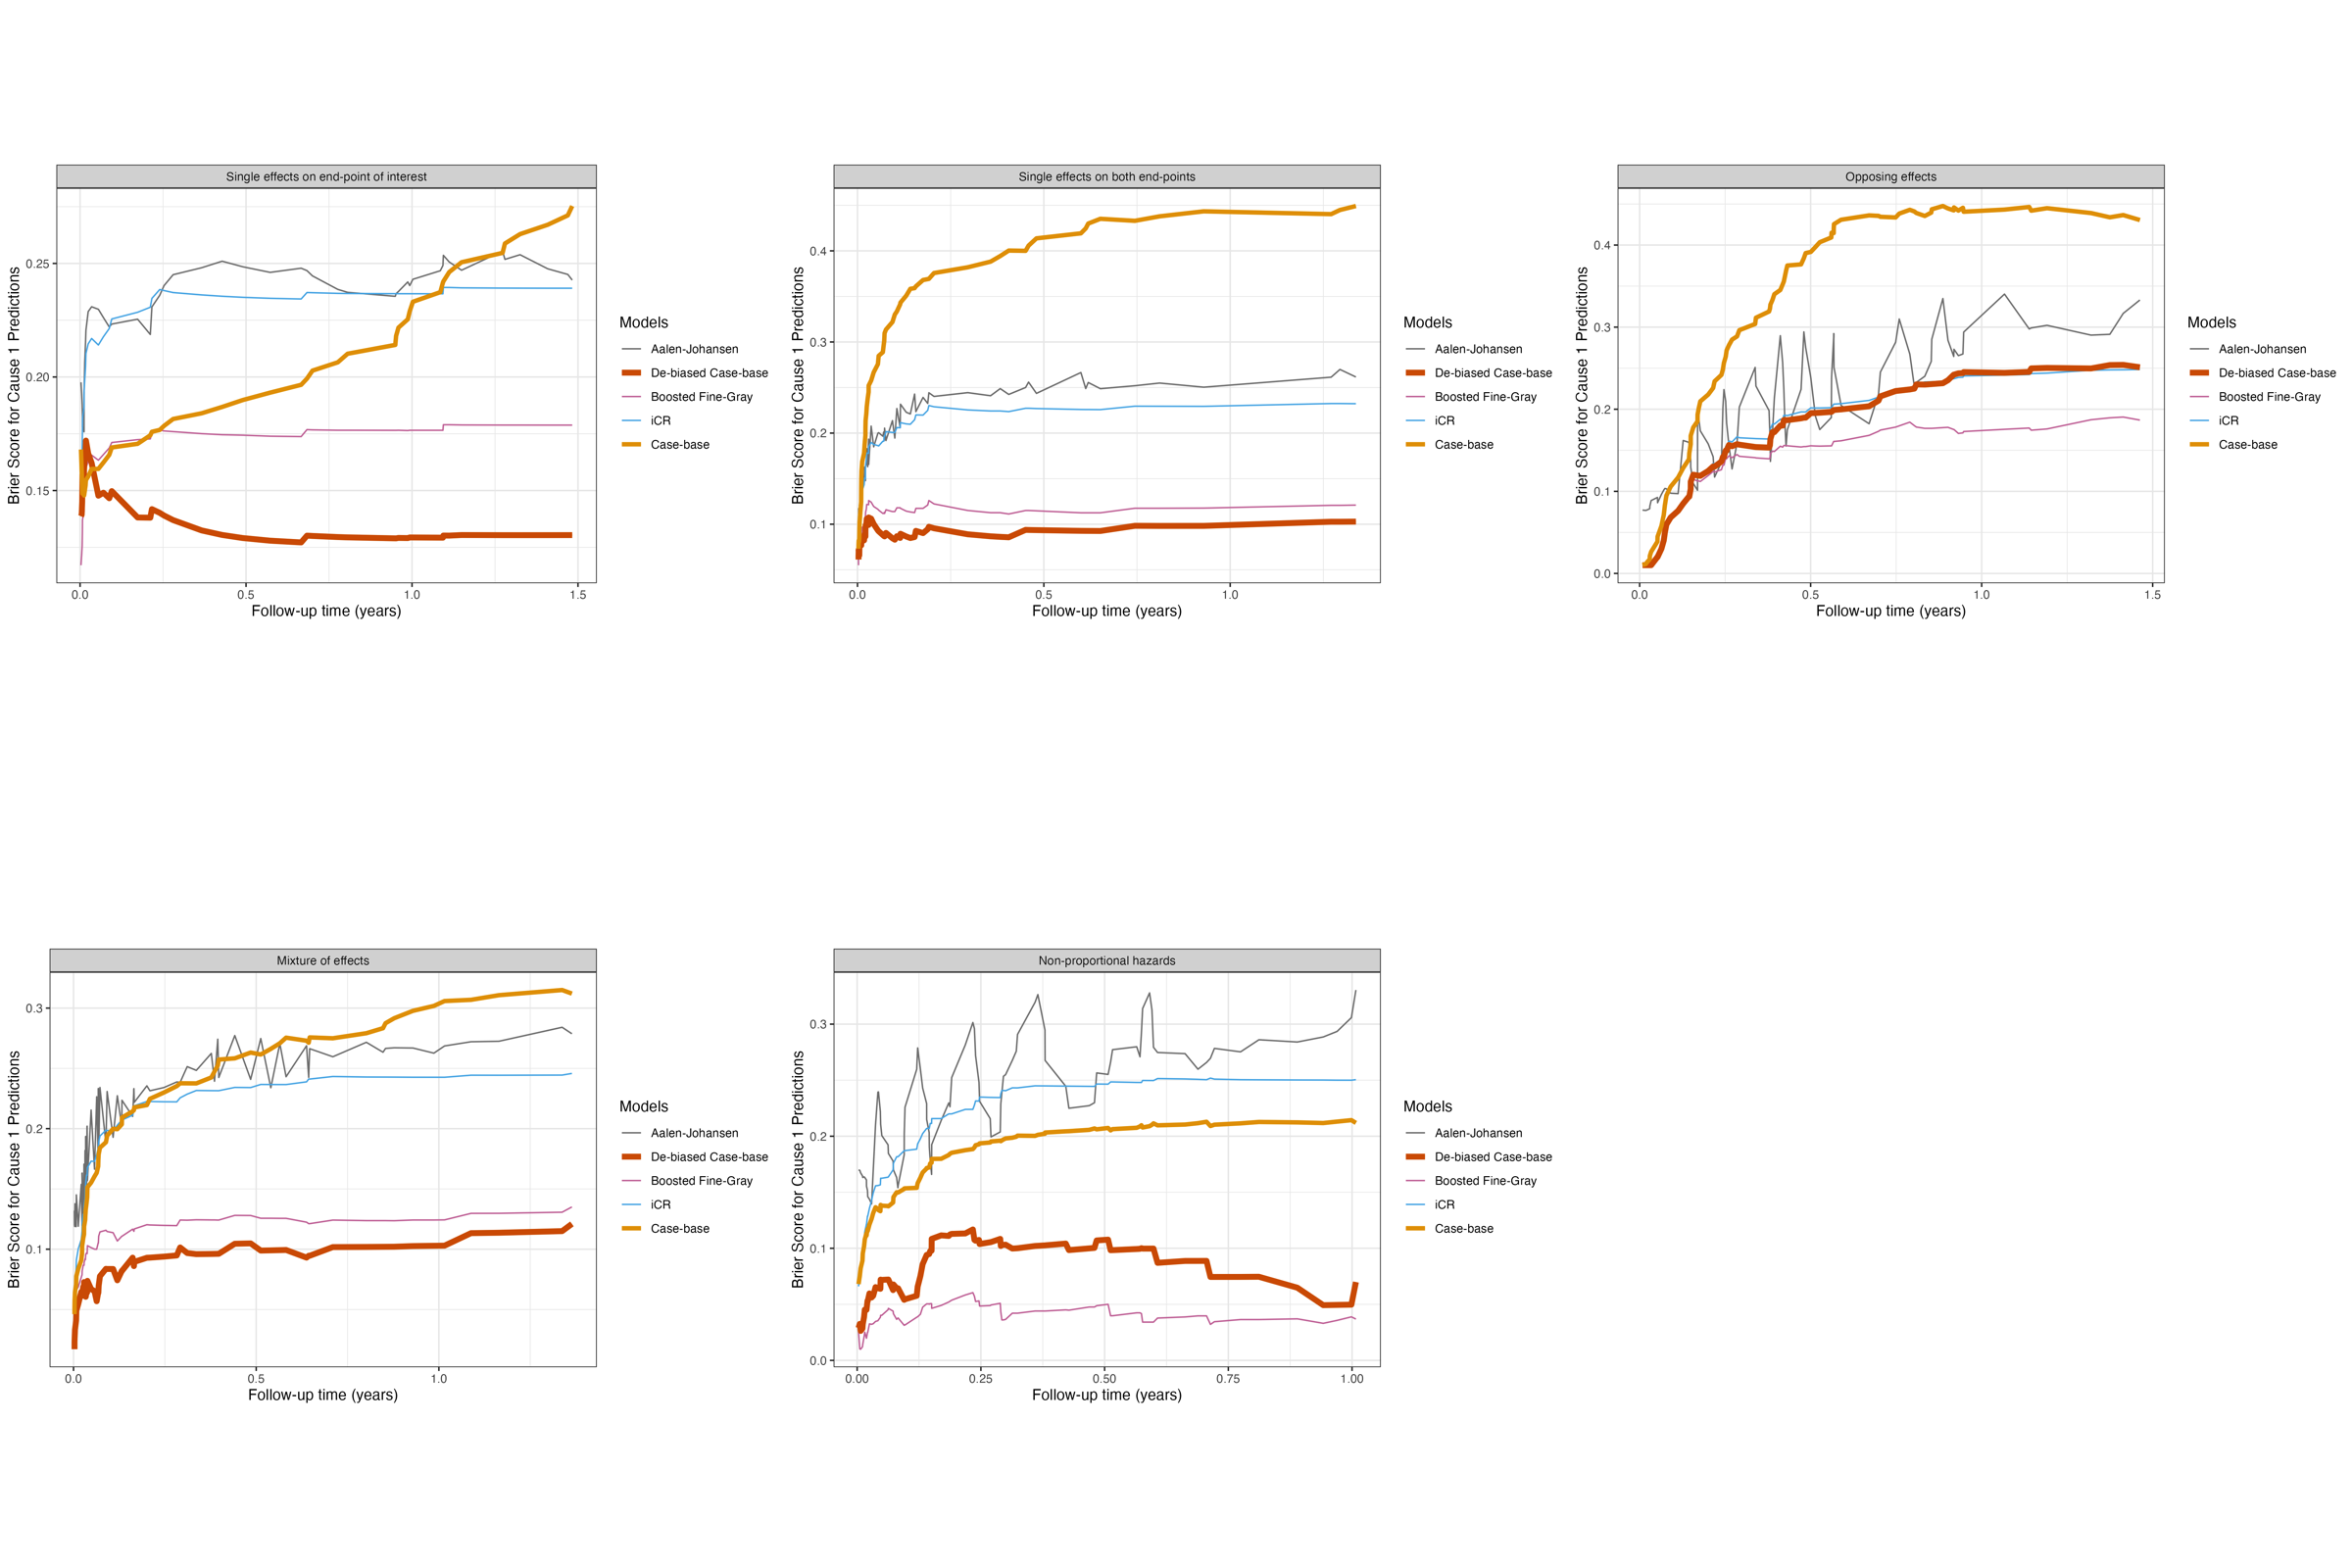 Single effects on end-point of interest
Brier Score for Cause 1 Predictions
0.25
0.20
0.15
0.0 0.5 1.0 1.5
Follow-up time (years)
Models
Aalen-Johansen
De-biased Case-base
Boosted Fine-Gray
iCR
Case-base
Single effects on both end-points
Brier Score for Cause 1 Predictions
0.4
0.3
0.2
0.1
0.0 0.5 1.0
Follow-up time (years)
Models
Aalen-Johansen
De-biased Case-base
Boosted Fine-Gray
iCR
Case-base
Opposing effects
Brier Score for Cause 1 Predictions
0.4
0.3
0.2
0.1
0.0
0.0 0.5 1.0 1.5
Follow-up time (years)
Models
Aalen-Johansen
De-biased Case-base
Boosted Fine-Gray
iCR
Case-base
Mixture of effects
Brier Score for Cause 1 Predictions
0.3
0.2
0.1
0.0 0.5 1.0
Follow-up time (years)
Models
Aalen-Johansen
De-biased Case-base
Boosted Fine-Gray
iCR
Case-base
Non-proportional hazards
Brier Score for Cause 1 Predictions
0.3
0.2
0.1
0.0
0.00 0.25 0.50 0.75 1.00
Follow-up time (years)
Models
Aalen-Johansen
De-biased Case-base
Boosted Fine-Gray
iCR
Case-base